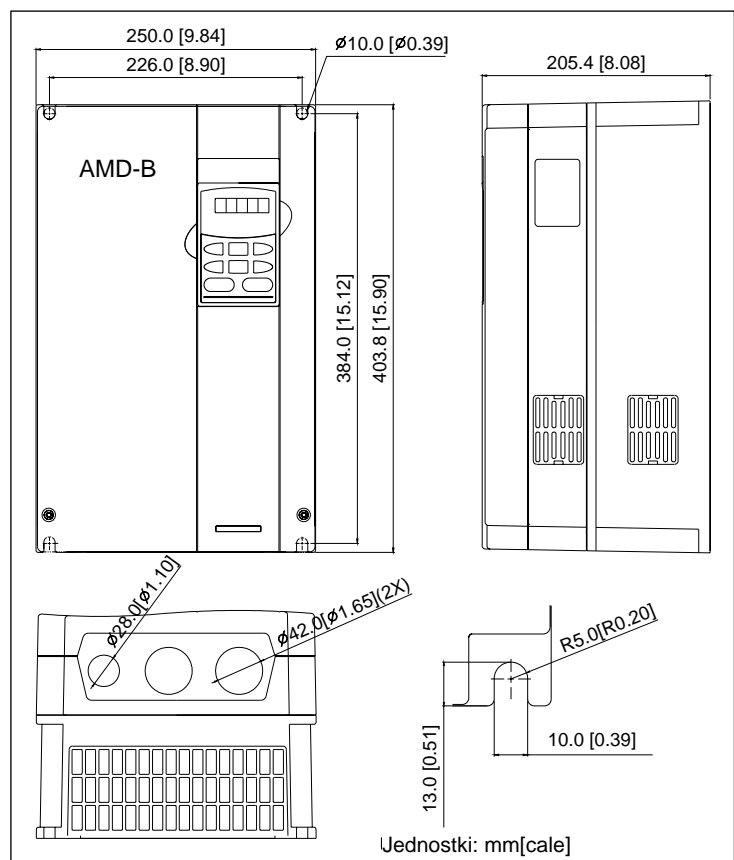 250.0 [9.84]
ø10.0 [ø0.39]
226.0 [8.90]
205.4 [8.08]
AMD-B
384.0 [15.12]
403.8 [15.90]
ø28.0[ø1.10]
ø42.0[ø1.65](2X)
R5.0[R0.20]
13.0 [0.51]
10.0 [0.39]
Jednostki: mm[cale]